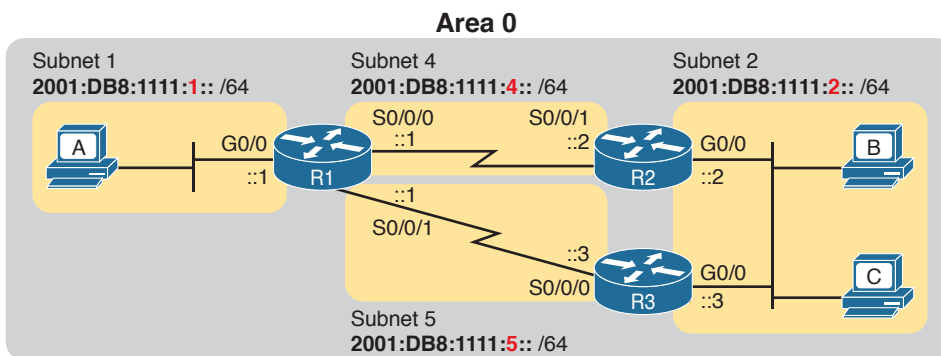 Area 0
Subnet 1
2001:DB8:1111:1:: /64
Subnet 4
2001:DB8:1111:4:: /64
Subnet 2
2001:DB8:1111:2:: /64
A
G0/0
::1
R1
S0/0/0
::1
S0/0/1
::2
R2
G0/0
::2
B
::1
S0/0/1
::3
S0/0/0
R3
G0/0
::3
C
Subnet 5
2001:DB8:1111:5:: /64